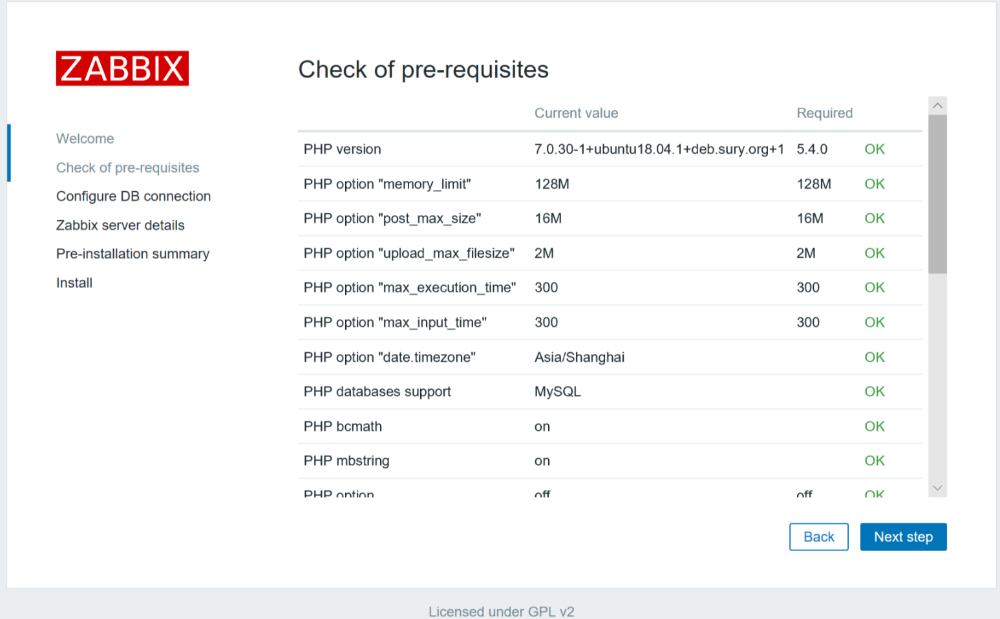 ZABBIX
Welcome
Check of pre-requisites
Configure DB connection
Zabbix server details
Pre-installation summary
Install
Check of pre-requisites
Current value Required
PHP version 7.0.30-1+ubuntu18.04.1+deb.sury.org+1 5.4.0 OK
PHP option "memory_limit" 128M 128M OK
PHP option "post_max_size" 16M 16M OK
PHP option "upload_max_filesize" 2M 2M OK
PHP option "max_execution_time" 300 300 OK
PHP option "max_input_time" 300 300 OK
PHP option "date.timezone" Asia/Shanghai OK
PHP databases support MySQL OK
PHP bcmath on OK
PHP mbstring on OK
PHP option off off OK
Back Next step
Licensed under GPL v2